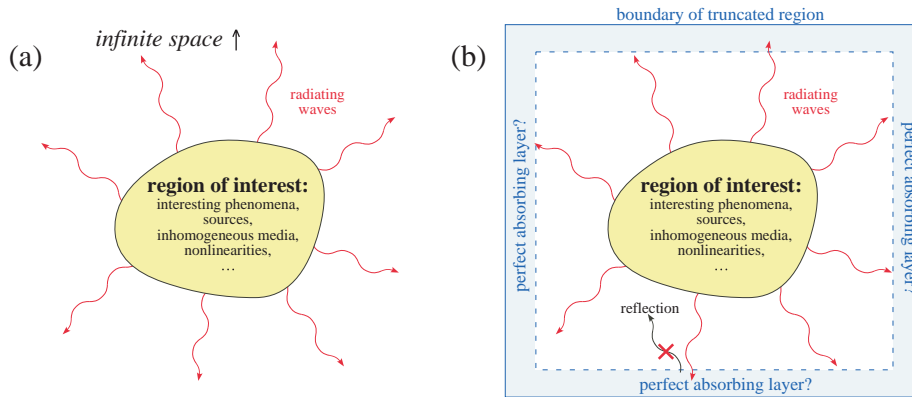 (a)
infinite space ↑
radiating
waves
region of interest:
interesting phenomena,
sources,
inhomogeneous media,
nonlinearities,
...
(b)
boundary of truncated region
perfect absorbing layer?
radiating
waves
perfect absorbing layer?
region of interest:
interesting phenomena,
sources,
inhomogeneous media,
nonlinearities,
...
reflection
perfect absorbing layer?